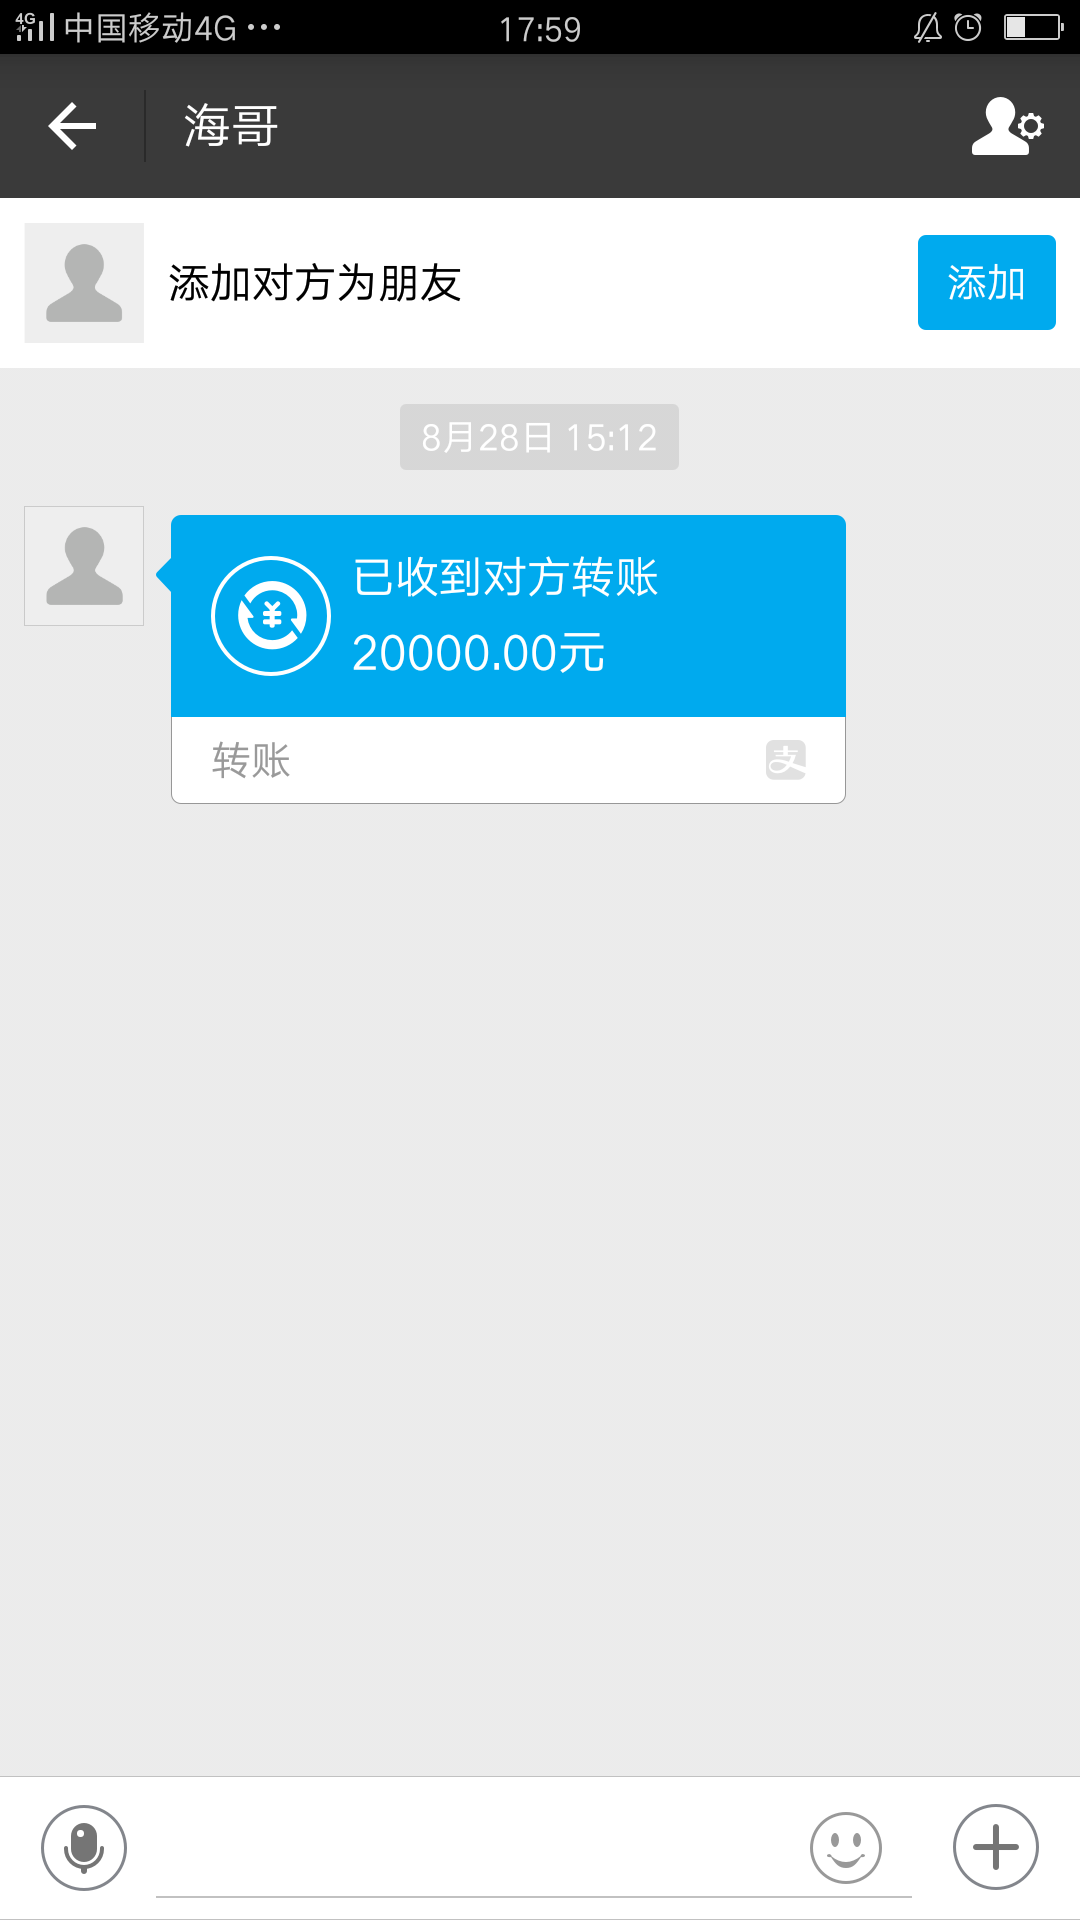 4G 中国移动4G ··· 17:59
海哥
添加对方为朋友 添加
8月28日 15:12
已收到对方转账
20000.00元
转账 支